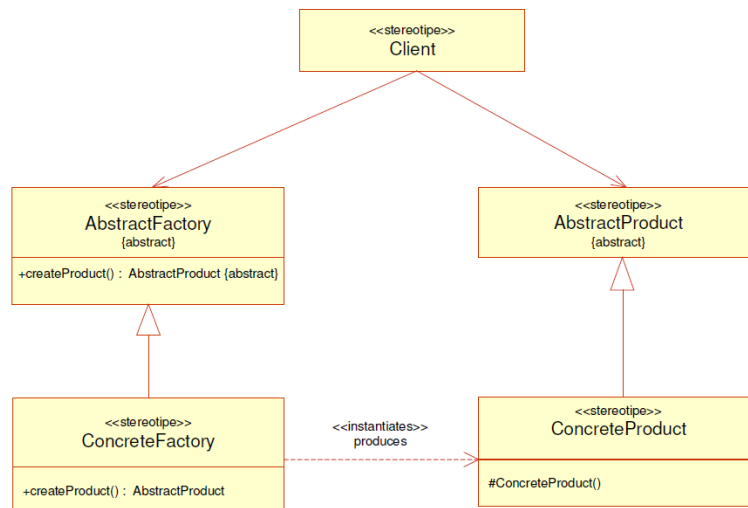 <<stereotipe>>
Client
<<stereotipe>>
AbstractFactory
{abstract}
+createProduct() : AbstractProduct {abstract}
<<stereotipe>>
AbstractProduct
{abstract}
<<stereotipe>>
ConcreteFactory
+createProduct() : AbstractProduct
<<instantiates>>
produces
<<stereotipe>>
ConcreteProduct
#ConcreteProduct()